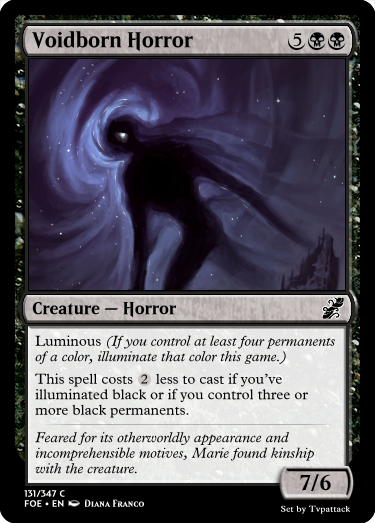 Voidborn Horror 5
Creature — Horror
Luminous (If you control at least four permanents
of a color, illuminate that color this game.)
This spell costs 2 less to cast if you've
illuminated black or if you control three or
more black permanents.
Feared for its otherworldly appearance and
incomprehensible motives, Marie found kinship
with the creature.
7/6
131/347 C
FOE • EN Diana Franco
Set by Tvpattack